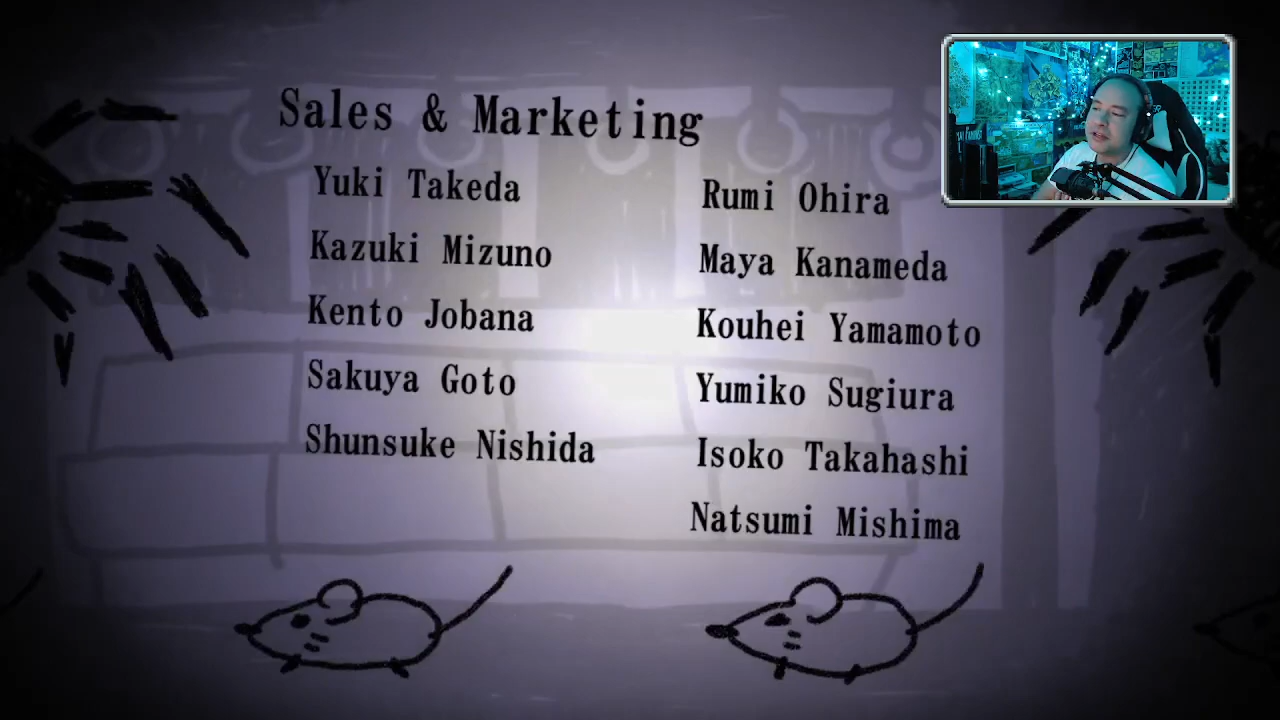 Sales & Marketing
Yuki Takeda
Kazuki Mizuno
Kento Jobana
Sakuya Goto
Shunsuke Nishida
Rumi Ohira
Maya Kanameda
Kouhei Yamamoto
Yumiko Sugiura
Isoko Takahashi
Natsumi Mishima